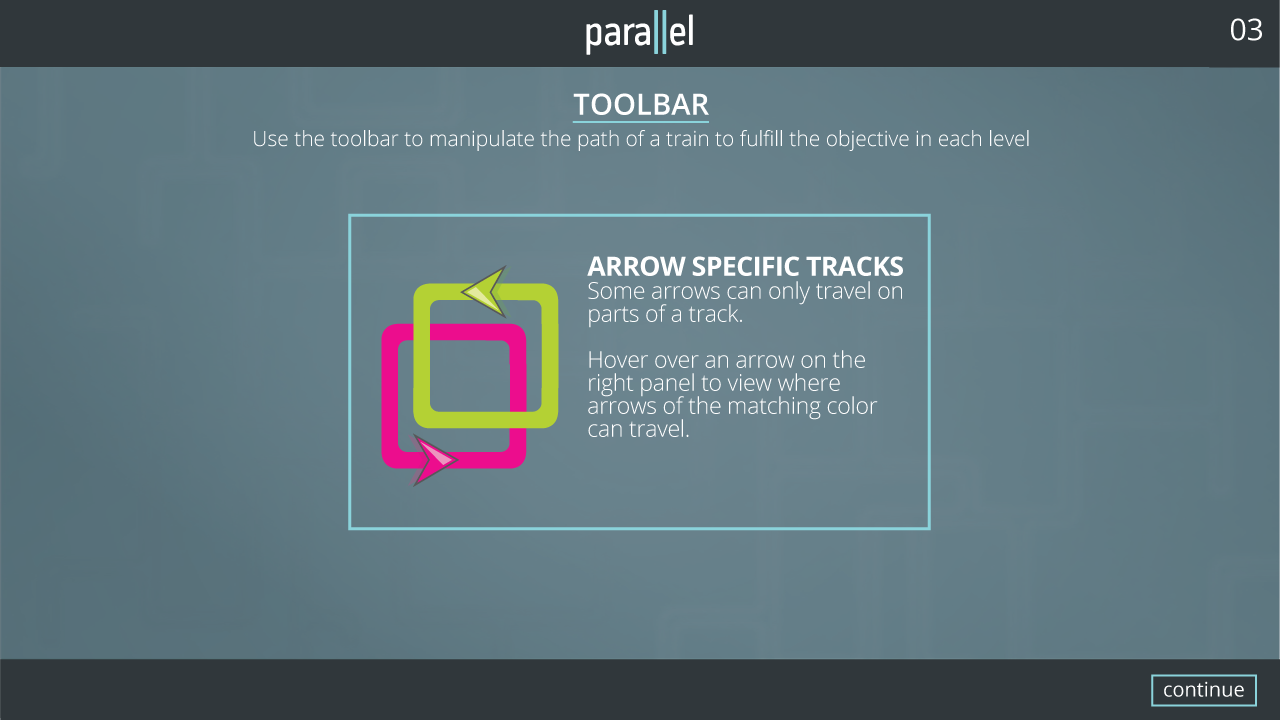 parallel
03
TOOLBAR
Use the toolbar to manipulate the path of a train to fulfill the objective in each level
ARROW SPECIFIC TRACKS
Some arrows can only travel on
parts of a track.
Hover over an arrow on the
right panel to view where
arrows of the matching color
can travel.
continue